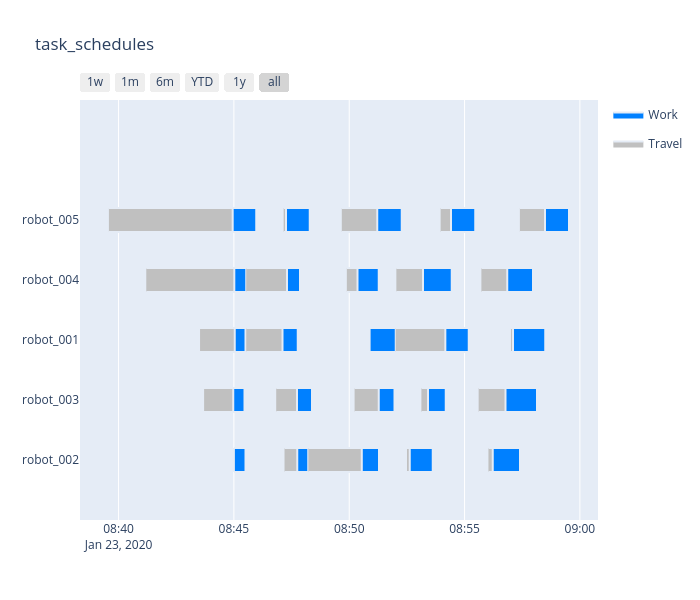 task_schedules
1w 1m 6m YTD 1y all
Work
Travel
robot_005
robot_004
robot_001
robot_003
robot_002
08:40 08:45 08:50 08:55 09:00
Jan 23, 2020